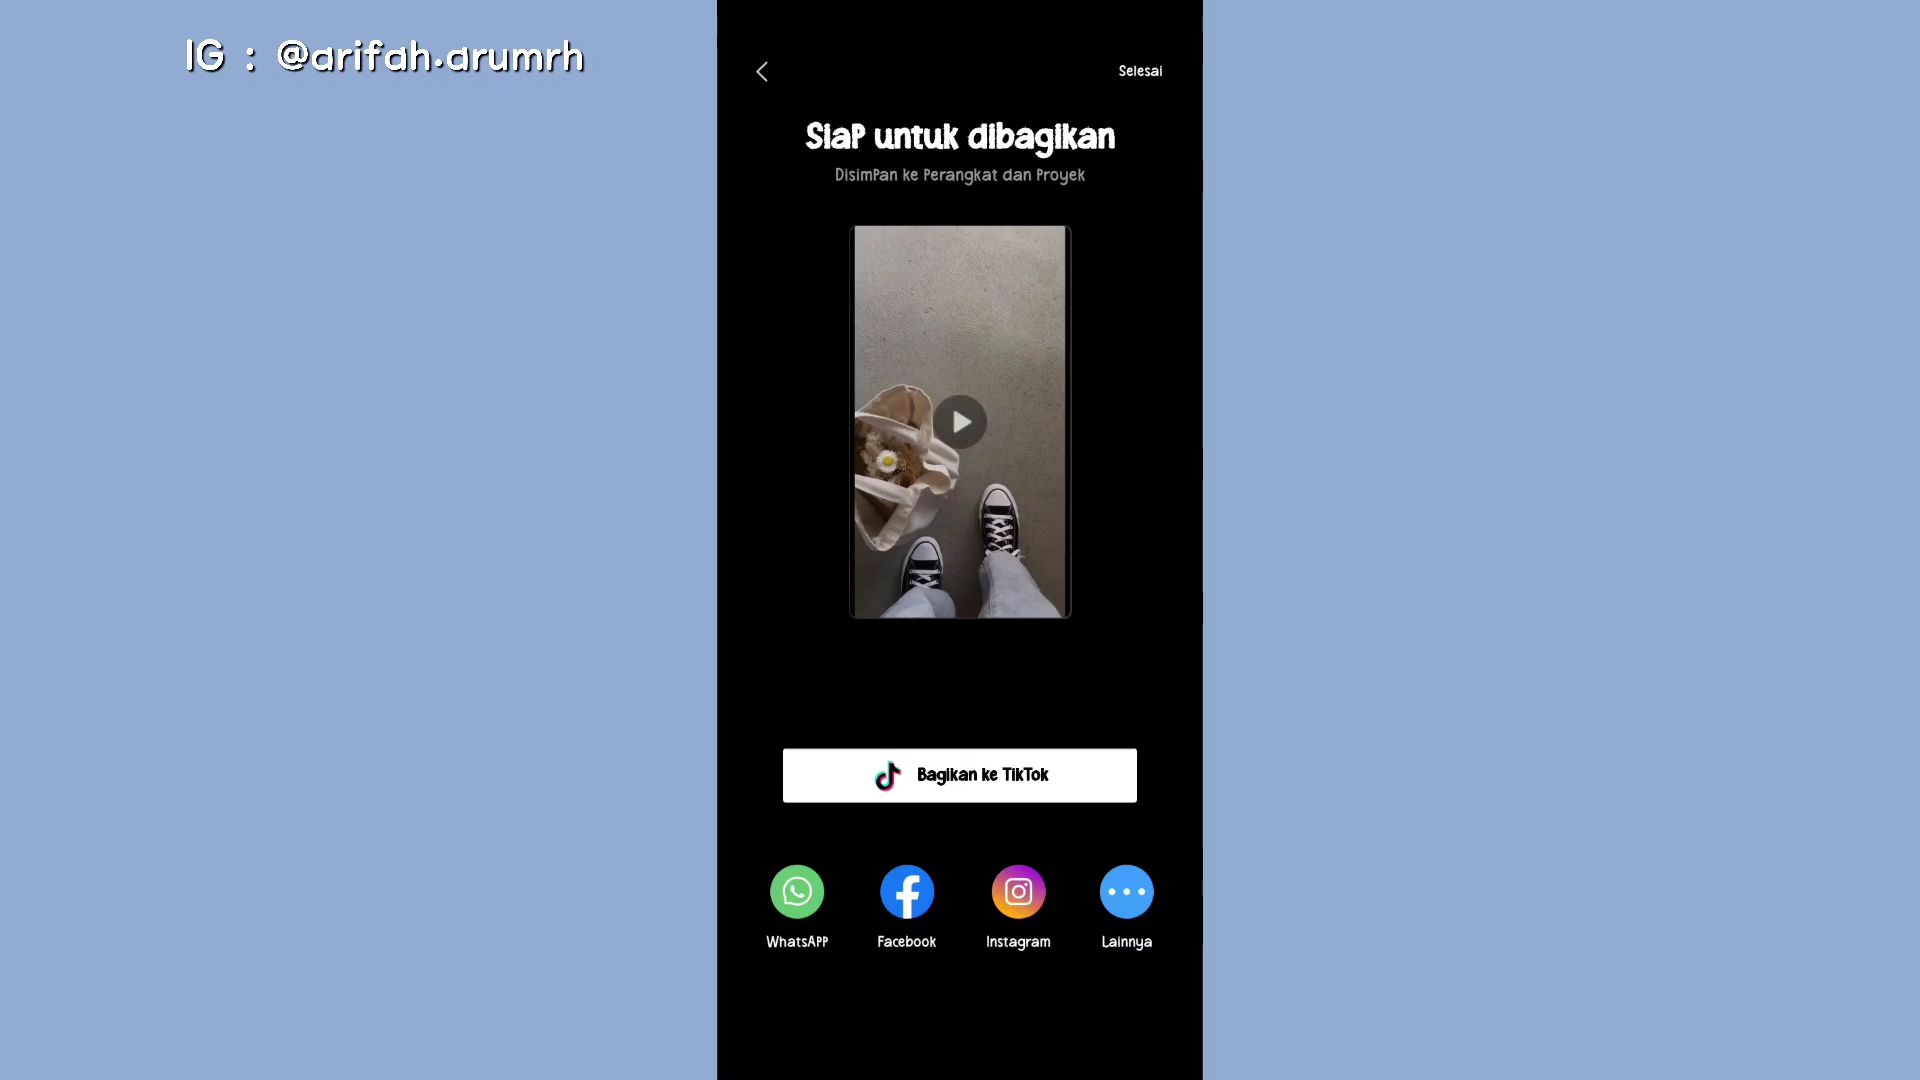 IG : @arifah.arumrh
Selesai
SiaP untuk dibagikan
DisimPan ke Perangkat dan Proyek
Bagikan ke TikTok
WhatsAPP
Facebook
Instagram
Lainnya